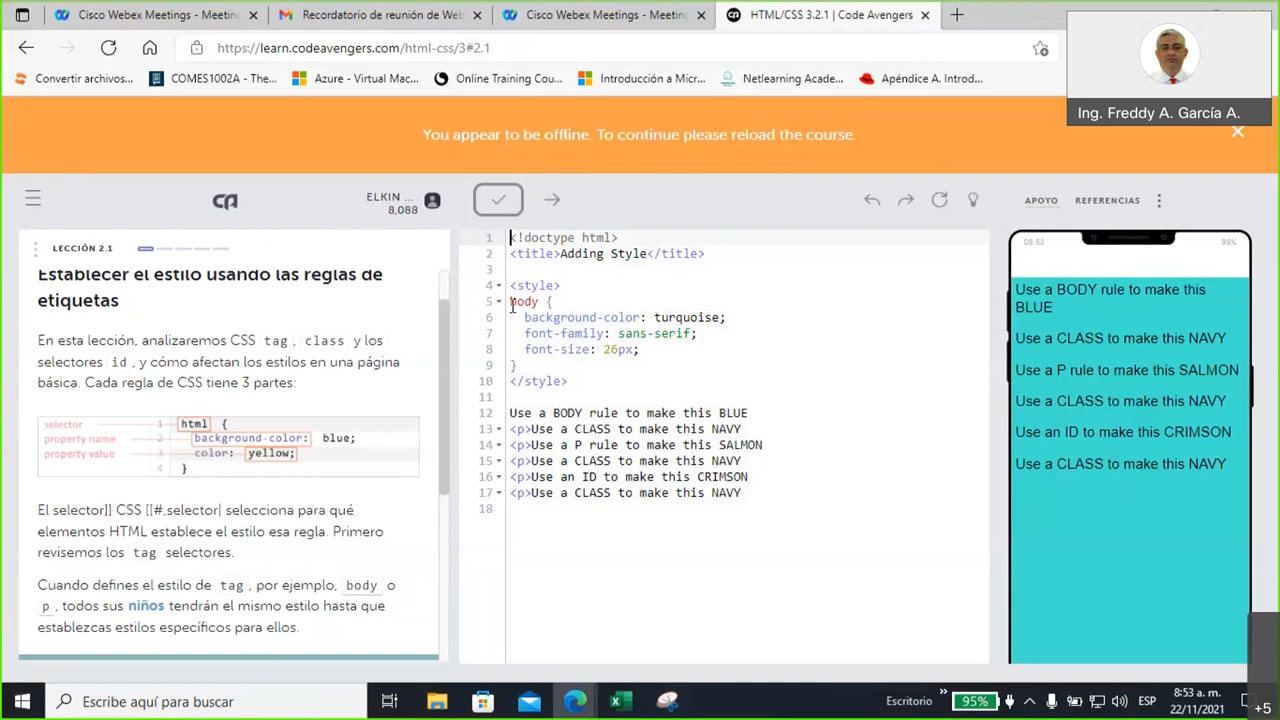 Cisco Webex Meetings - Meetin
Recordatorio de reunión de Web
Cisco Webex Meetings - Meeting
HTML/CSS 3.2.1 | Code Avengers
https://learn.codeavengers.com/html-css/3#2.1
Convertir archivos...
COMES1002A - The...
Azure - Virtual Mac...
Online Training Cou...
Introducción a Micr...
Netlearning Acade...
Apéndice A. Introd...
Ing. Freddy A. García A.
You appear to be offline. To continue please reload the course.
ELKIN ...
8,088
APOYO
REFERENCIAS
LECCIÓN 2.1
Establecer el estilo usando las reglas de
etiquetas
En esta lección, analizaremos CSS tag, class y los
selectores id, y cómo afectan los estilos en una página
básica. Cada regla de CSS tiene 3 partes:
selector 1 html {
property name 2 background-color: blue;
property value 3 color: yellow;
4 }
El selector]] CSS [[#,selector| selecciona para qué
elementos HTML establece el estilo esa regla. Primero
revisemos los tag selectores.
Cuando defines el estilo de tag, por ejemplo, body o
p, todos sus niños tendrán el mismo estilo hasta que
establezcas estilos específicos para ellos.
1 <!doctype html>
2 <title>Adding Style</title>
3
4 <style>
5 body {
6 background-color: turquoise;
7 font-family: sans-serif;
8 font-size: 26px;
9 }
10 </style>
11
12 Use a BODY rule to make this BLUE
13 <p>Use a CLASS to make this NAVY
14 <p>Use a P rule to make this SALMON
15 <p>Use a CLASS to make this NAVY
16 <p>Use an ID to make this CRIMSON
17 <p>Use a CLASS to make this NAVY
18
08:53
98%
Use a BODY rule to make this
BLUE
Use a CLASS to make this NAVY
Use a P rule to make this SALMON
Use a CLASS to make this NAVY
Use an ID to make this CRIMSON
Use a CLASS to make this NAVY
Escribe aquí para buscar
Escritorio
95%
ESP
8:53 a. m.
22/11/2021
+5